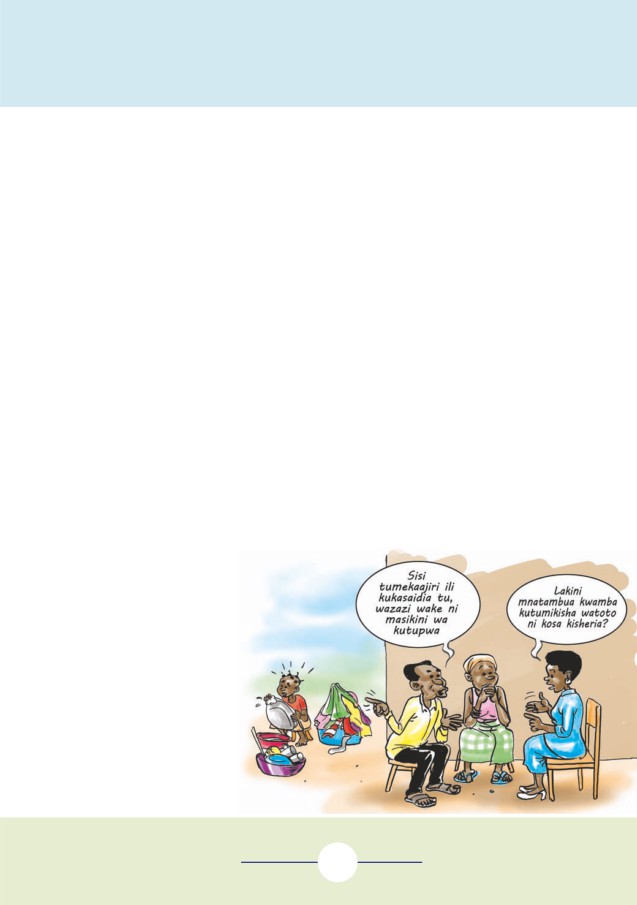 Sisi
tumekaajiri ili
kukasaidia tu,
wazazi wake ni
masikini wa
kutupwa
Lakini
mnatambua kwamba
kutumikisha watoto
ni kosa kisheria?